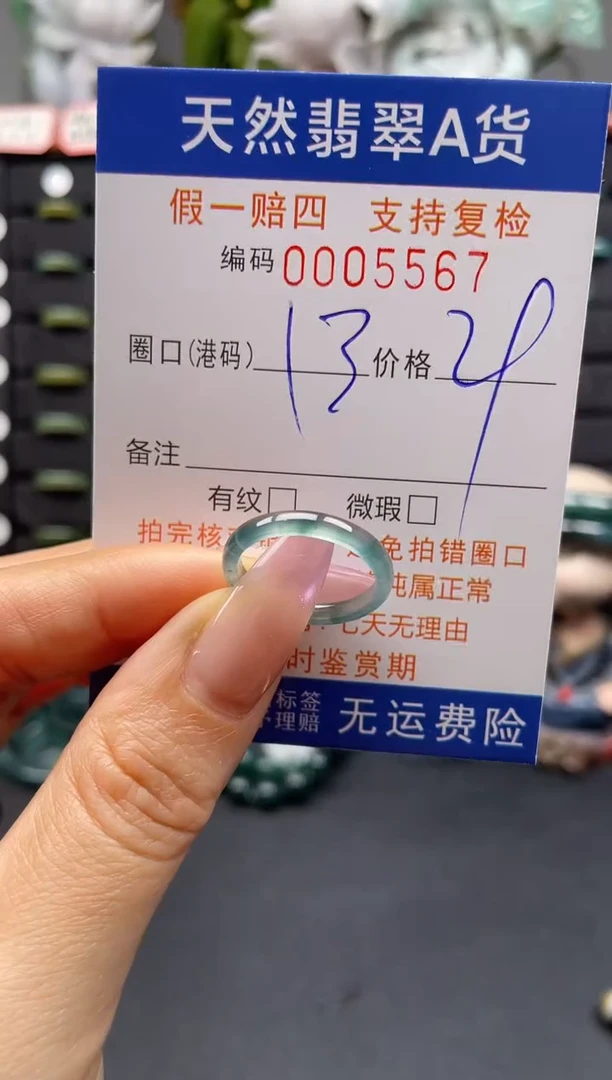 天然翡翠A货
假一赔四 支持复检
编码 0005567
圈口(港码) 13 价格
备注
有纹□ 微瑕□
拍完核 免拍错圈口
纯属正常
七天无理由
时鉴赏期
标签
理赔 无运费险